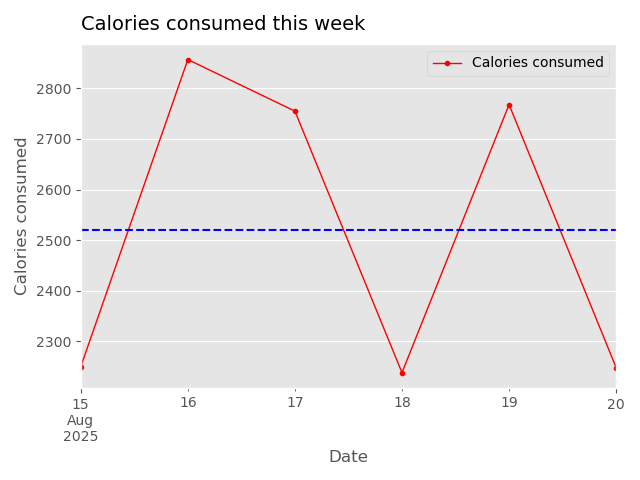 Calories consumed this week
Calories consumed
2800
2700
2600
2500
2400
2300
Calories consumed
15
Aug
2025
16
17
18
19
20
Date